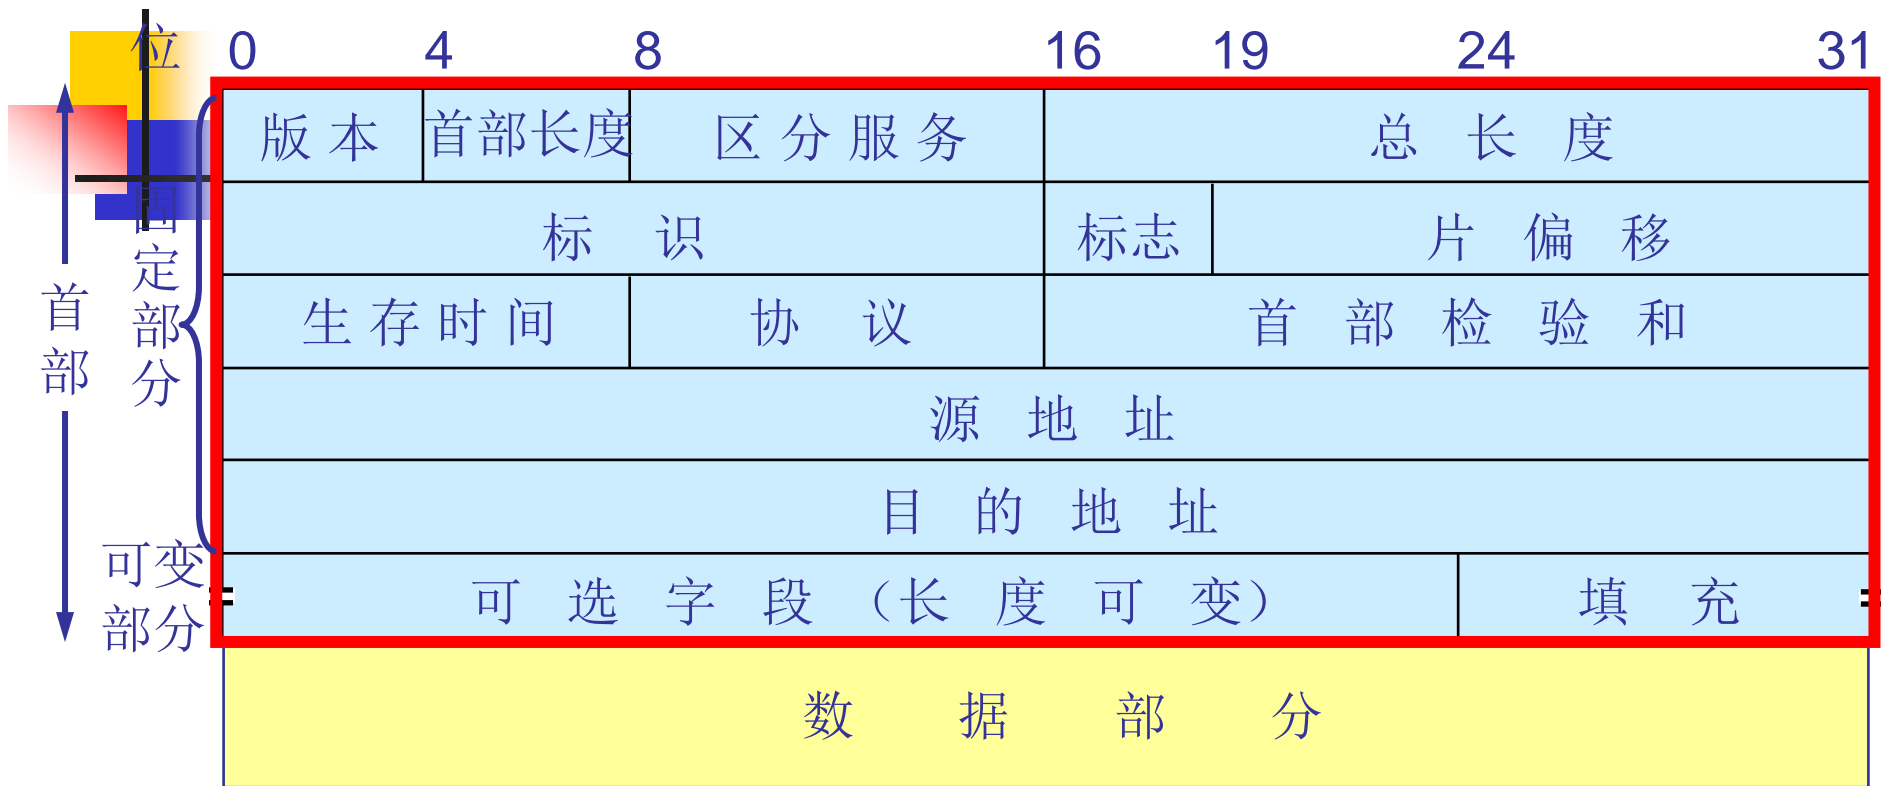 位 0 4 8 16 19 24 31
版本 首部长度 区分服务 总长度
标识 标志 片偏移
生存时间 协议 首部检验和
源地址
目的地址
可选字段（长度可变） 填充
数据部分
首部
固定部分
可变
部分